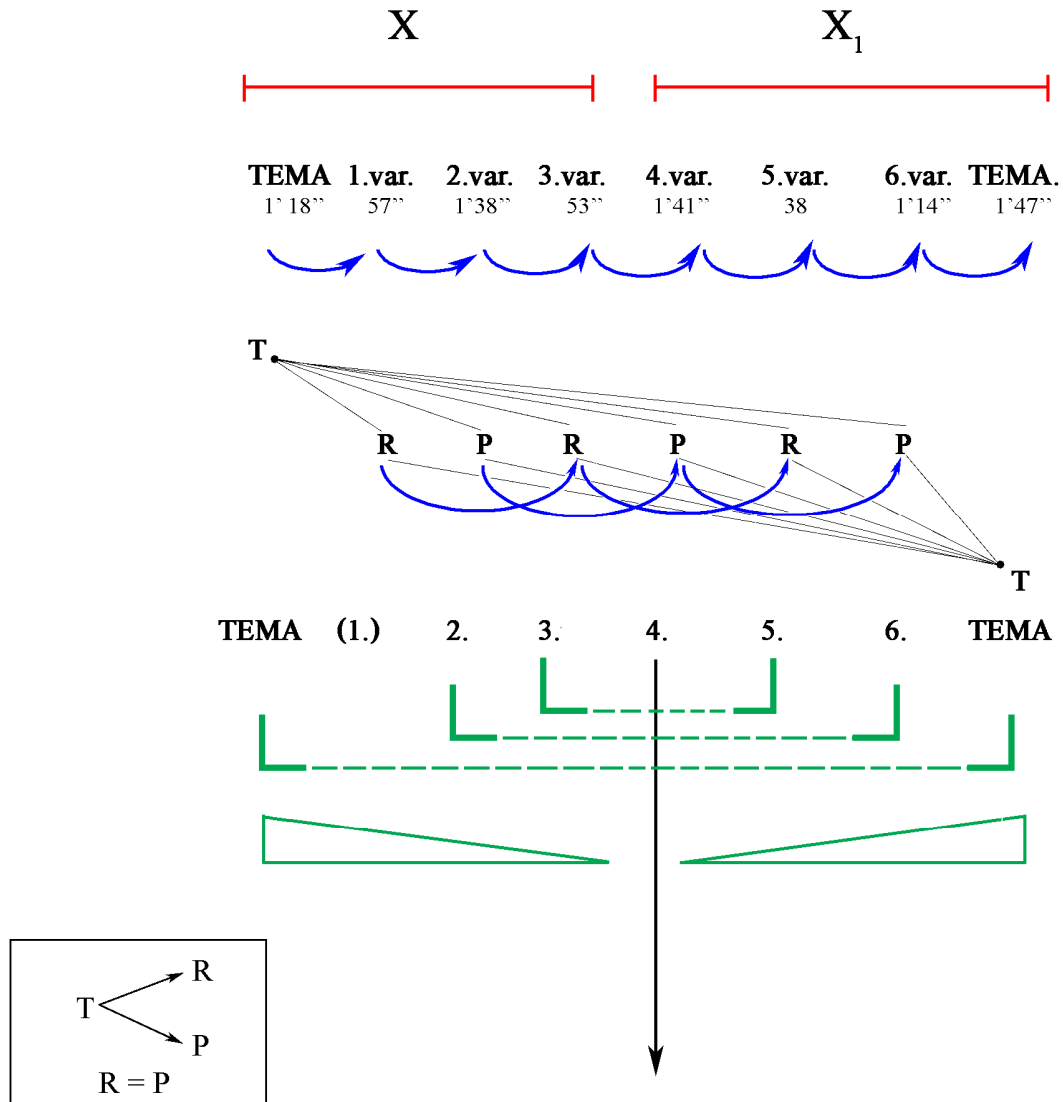 X X₁
TEMA 1.var. 2.var. 3.var. 4.var. 5.var. 6.var. TEMA.
1’ 18” 57” 1’38” 53” 1’41” 38 1’14” 1’47”
T
R P R P R P
T
TEMA (1.) 2. 3. 4. 5. 6. TEMA
R
T
P
R = P